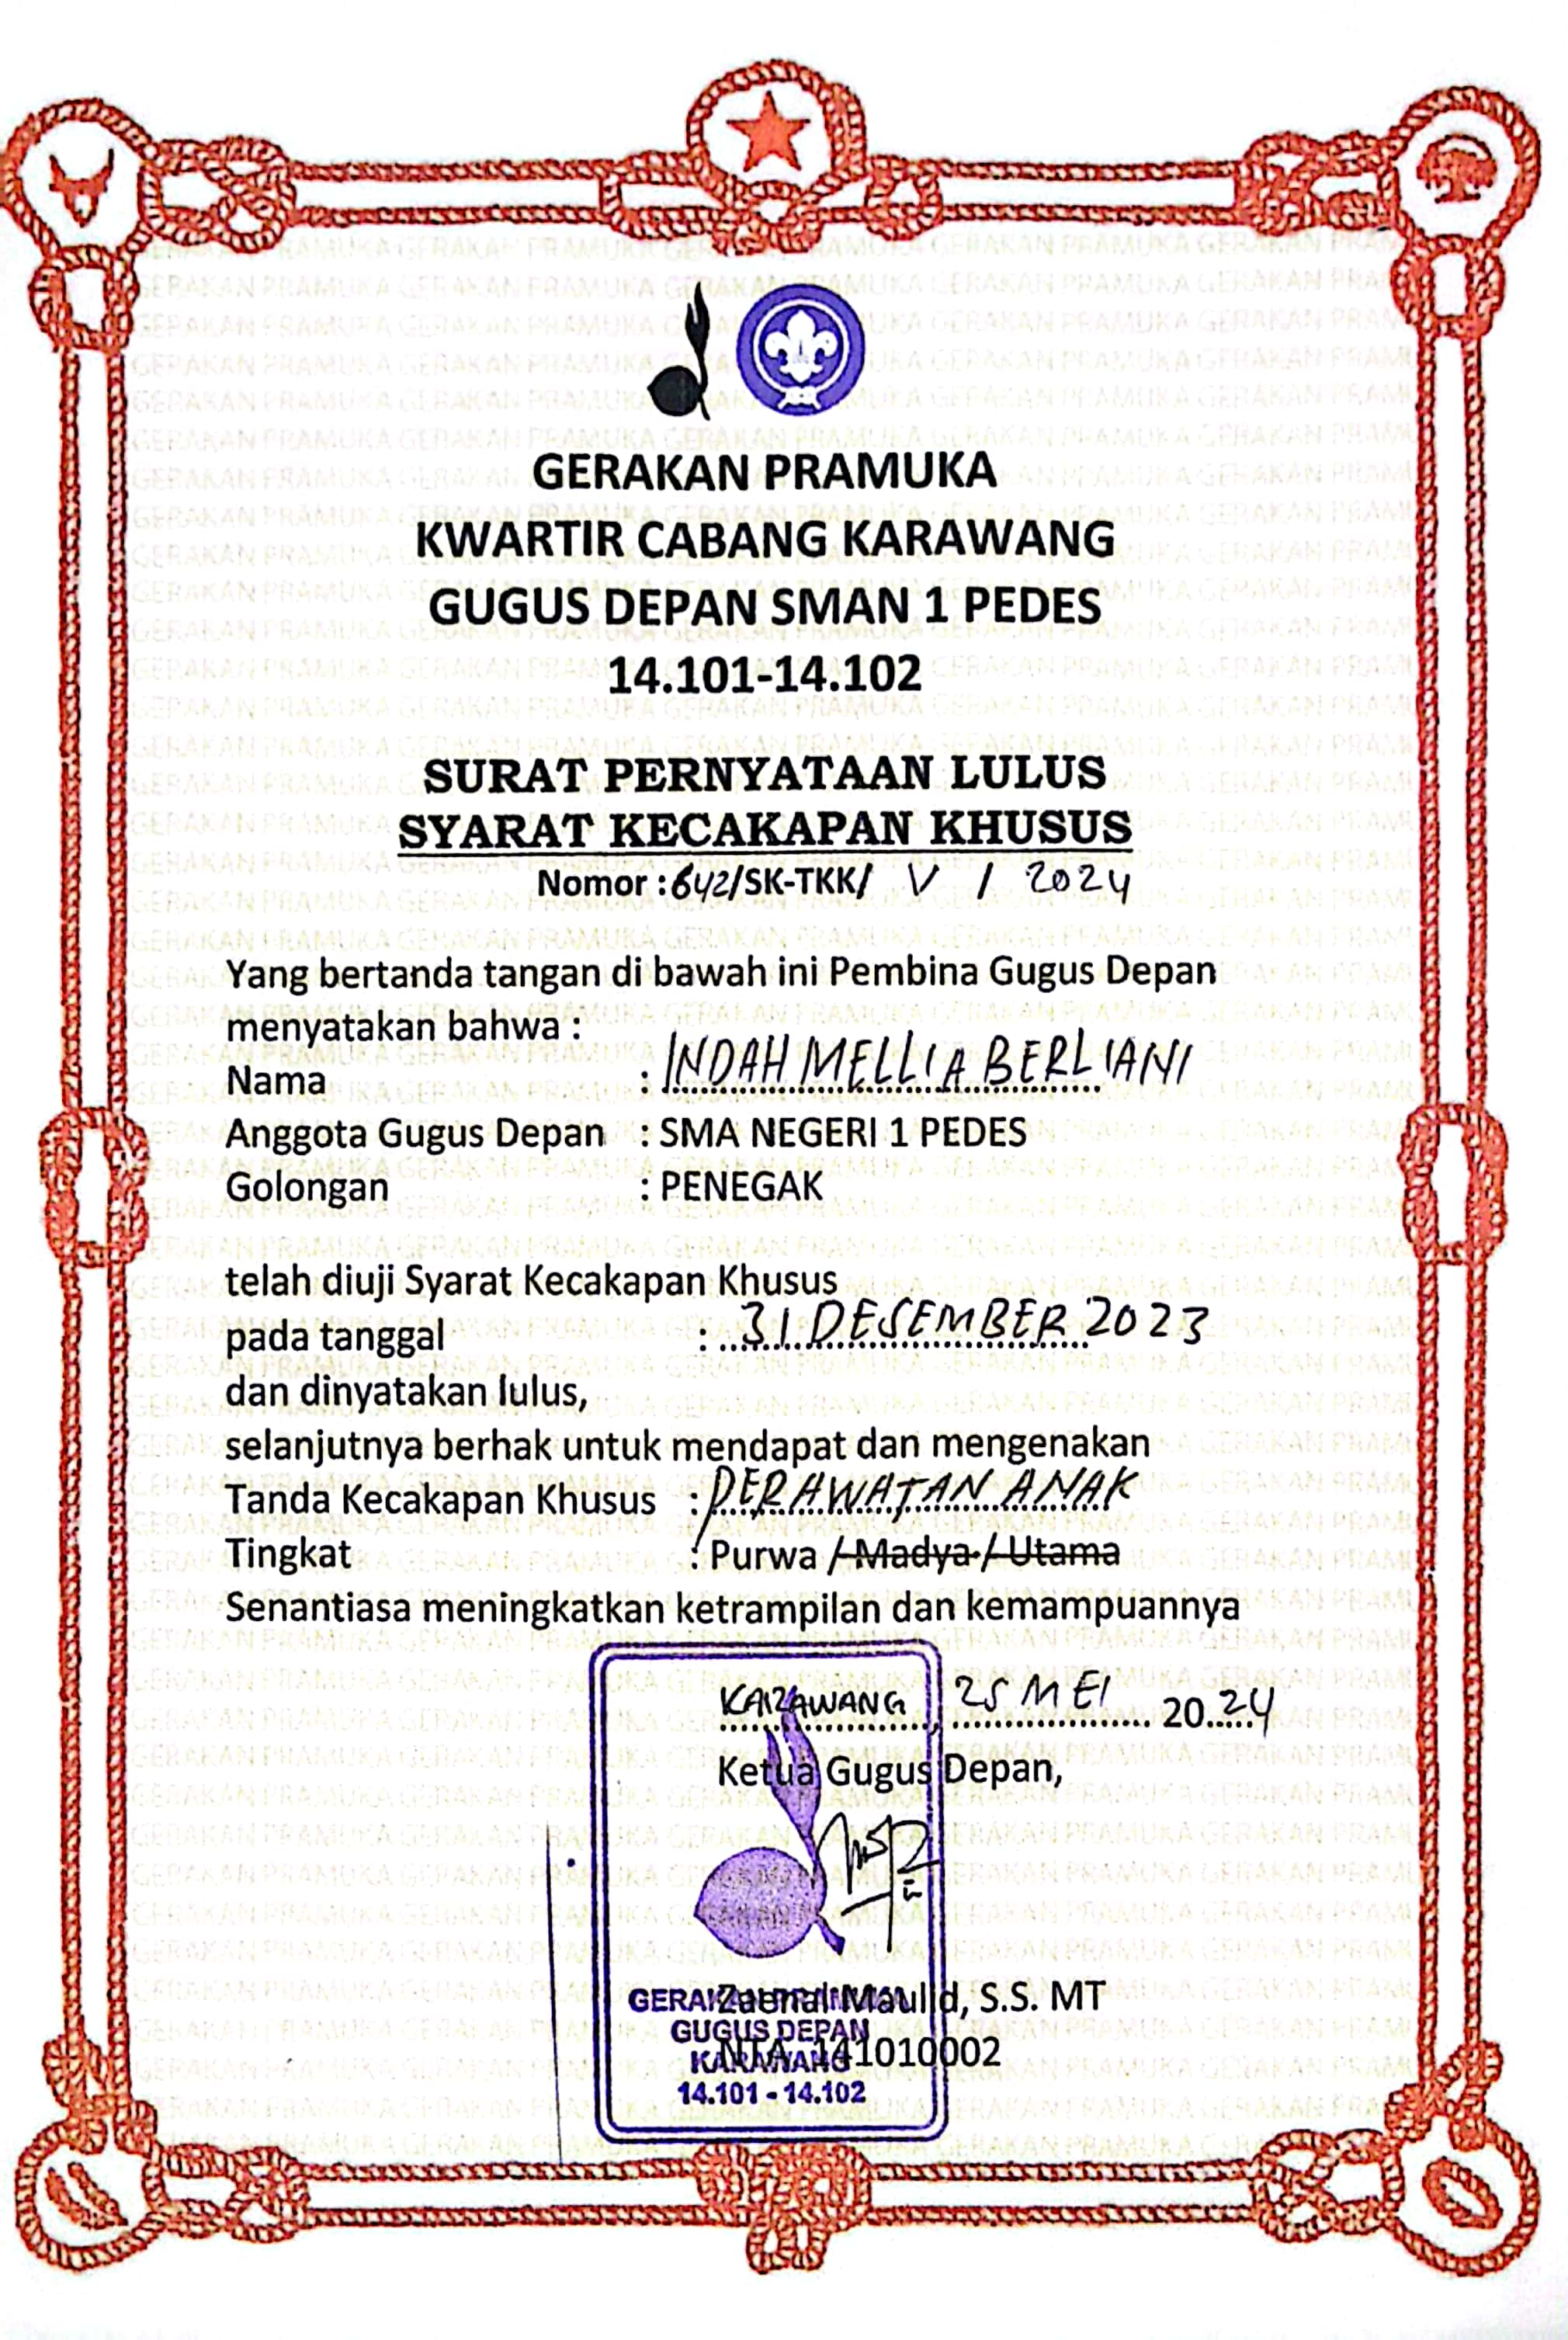 GERAKAN PRAMUKA
KWARTIR CABANG KARAWANG
GUGUS DEPAN SMAN 1 PEDES
14.101-14.102
SURAT PERNYATAAN LULUS
SYARAT KECAKAPAN KHUSUS
Nomor : 642/SK-TKK/ V / 2024
Yang bertanda tangan di bawah ini Pembina Gugus Depan
menyatakan bahwa :
Nama : INDAH MELLIA BERLIANI
Anggota Gugus Depan : SMA NEGERI 1 PEDES
Golongan : PENEGAK
telah diuji Syarat Kecakapan Khusus
pada tanggal : 31 DESEMBER 2023
dan dinyatakan lulus,
selanjutnya berhak untuk mendapat dan mengenakan
Tanda Kecakapan Khusus : PERAWATAN ANAK
Tingkat : Purwa / Madya / Utama
Senantiasa meningkatkan ketrampilan dan kemampuannya
KARAWANG, 25 MEI 2024
Ketua Gugus Depan,
Zaenal Maulid, S.S. MT
NTA. 141010002
GERAKAN PRAMUKA
GUGUS DEPAN
KARAWANG
14.101 - 14.102